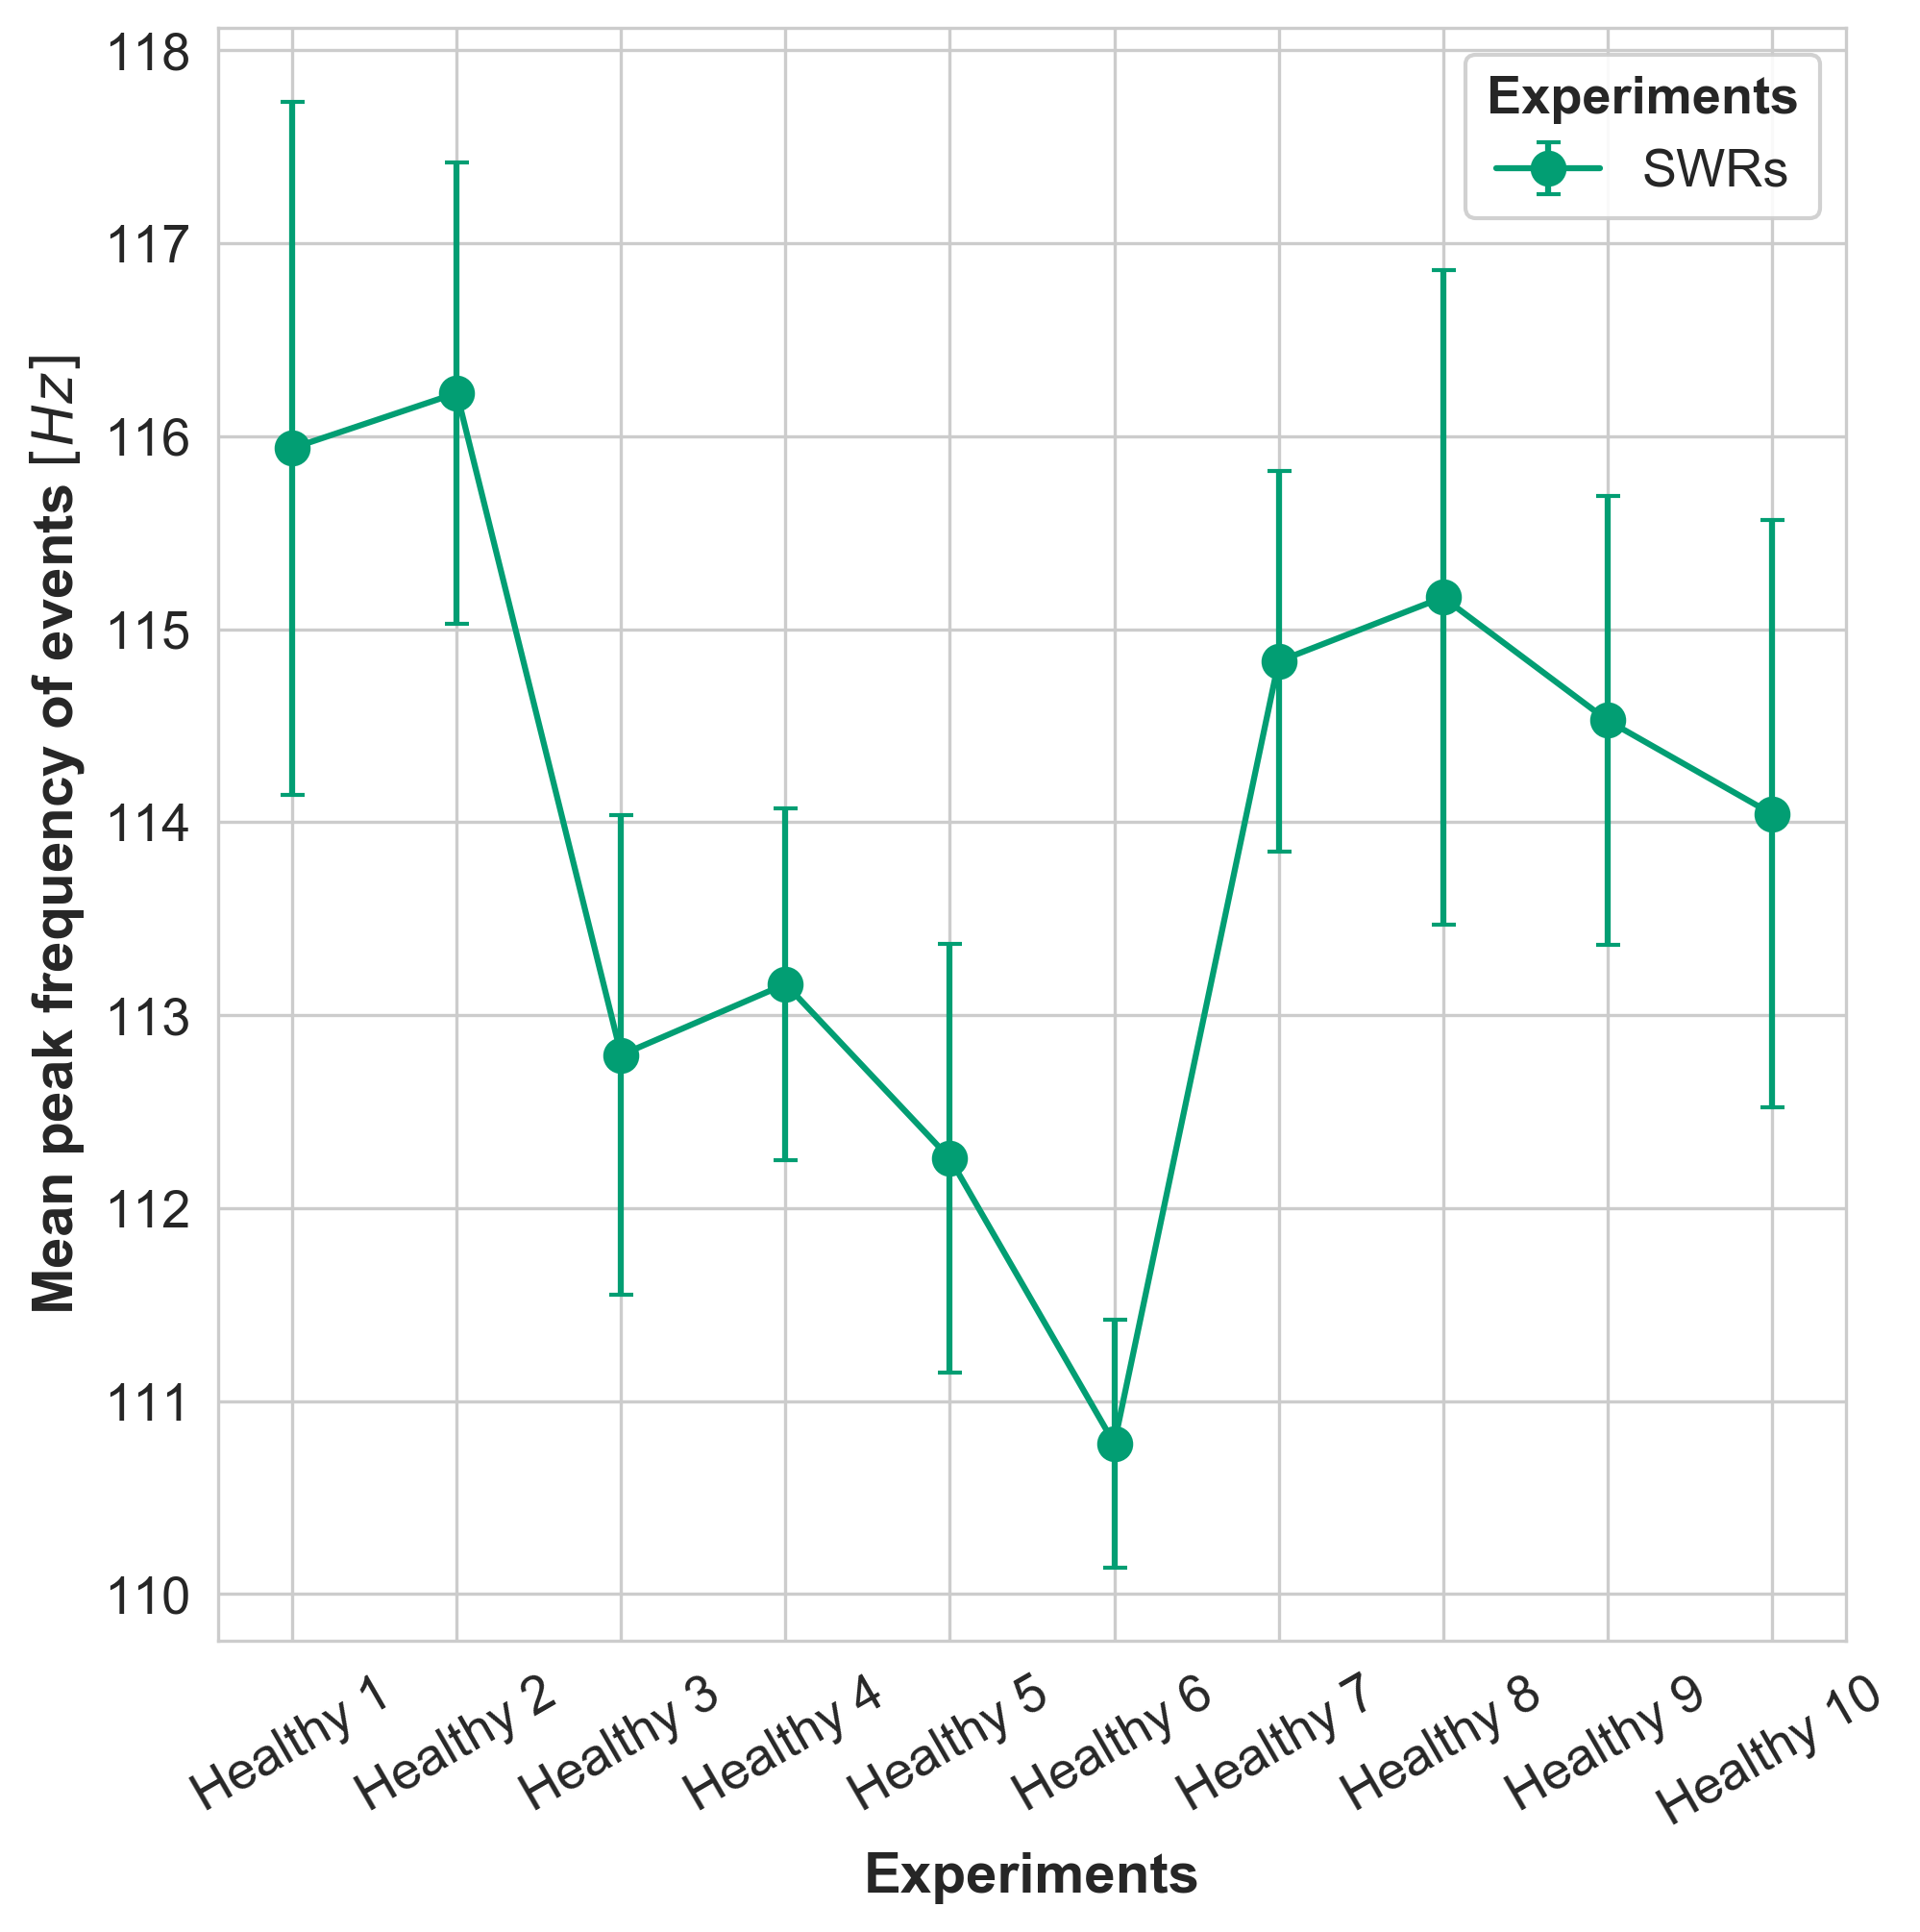 118
117
116
115
114
113
112
111
110
Mean peak frequency of events [Hz]
Experiments
SWRs
Healthy 1
Healthy 2
Healthy 3
Healthy 4
Healthy 5
Healthy 6
Healthy 7
Healthy 8
Healthy 9
Healthy 10
Experiments